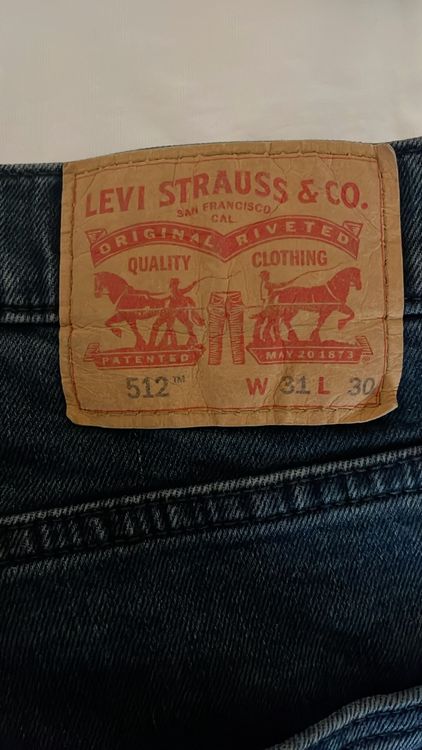 LEVI STRAUSS & CO.
SAN FRANCISCO
CAL
ORIGINAL RIVETED
QUALITY CLOTHING
PATENTED MAY 20 1873
512™ W 31 L 30